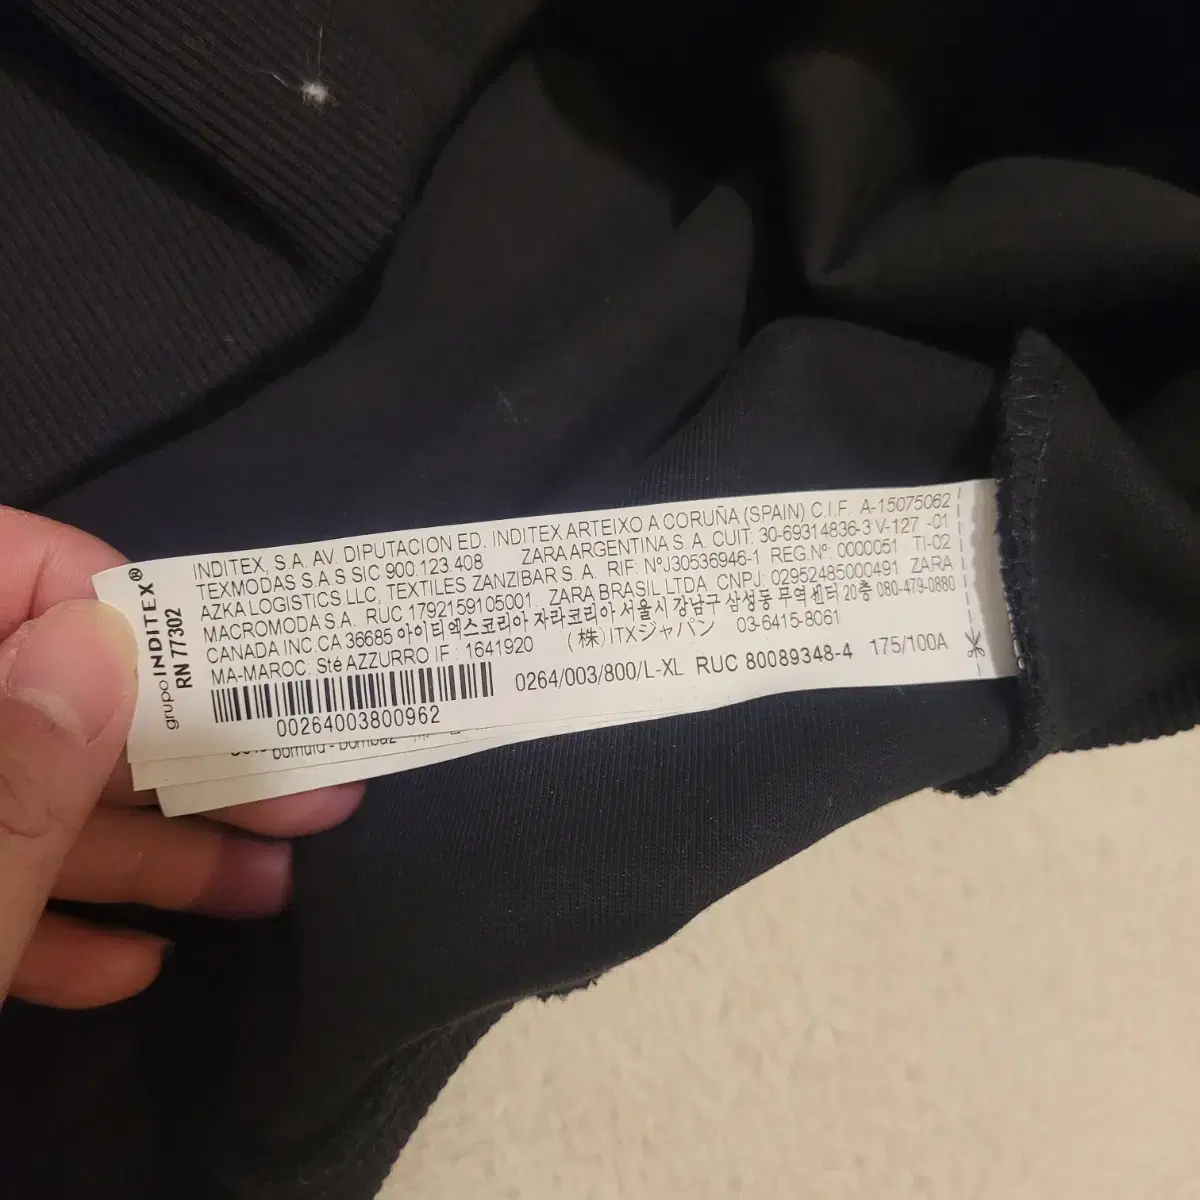 grupo INDITEX®
RN 77302
INDITEX, S.A. AV. DIPUTACION ED. INDITEX ARTEIXO A CORUÑA (SPAIN) C.I.F. A-15075062
TEXMODAS S.A.S SIC 900.123.408 ZARA ARGENTINA S.A. CUIT: 30-69314836-3 V-127 -01
AZKA LOGISTICS LLC, TEXTILES ZANZIBAR S.A. RIF: NºJ30536946-1 REG.Nº: 0000051 TI-02
MACROMODA S.A. RUC 1792159105001 ZARA BRASIL LTDA, CNPJ: 02952485000491 ZARA
CANADA INC.CA 36685 아이티엑스코리아 자라코리아 서울시 강남구 삼성동 무역센터 20층 080-479-0880
MA-MAROC: Sté AZZURRO IF : 1641920 (株) ITXジャパン 03-6415-8061
0264/003/800/L-XL RUC 80089348-4 175/100A
00264003800962